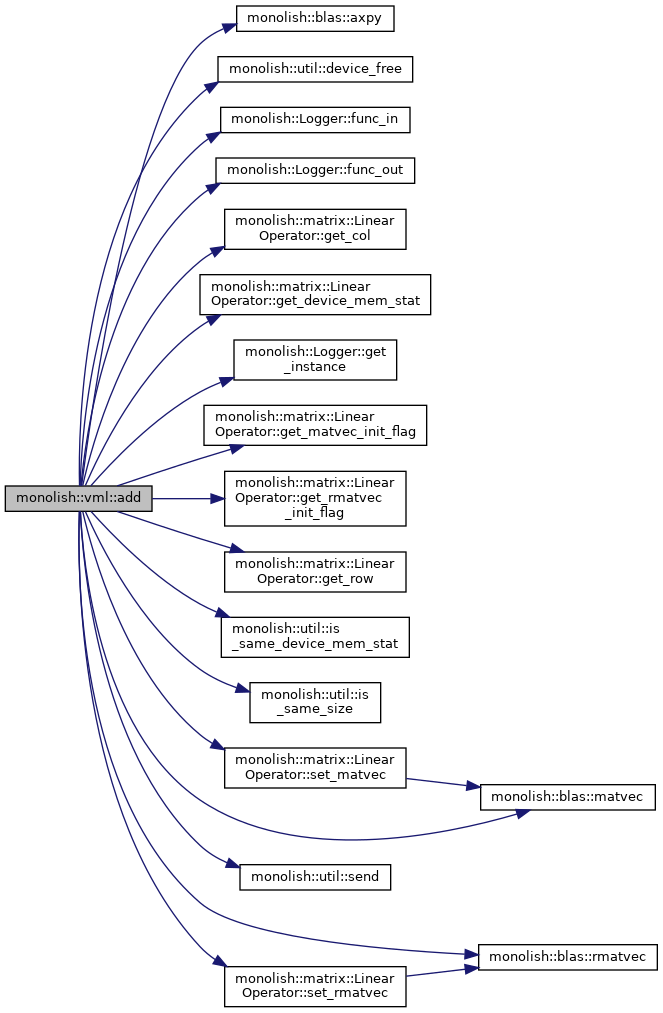 monolish::blas::axpy
monolish::util::device_free
monolish::Logger::func_in
monolish::Logger::func_out
monolish::matrix::Linear
Operator::get_col
monolish::matrix::Linear
Operator::get_device_mem_stat
monolish::Logger::get
_instance
monolish::matrix::Linear
Operator::get_matvec_init_flag
monolish::vml::add
monolish::matrix::Linear
Operator::get_rmatvec
_init_flag
monolish::matrix::Linear
Operator::get_row
monolish::util::is
_same_device_mem_stat
monolish::util::is
_same_size
monolish::matrix::Linear
Operator::set_matvec
monolish::blas::matvec
monolish::util::send
monolish::blas::rmatvec
monolish::matrix::Linear
Operator::set_rmatvec